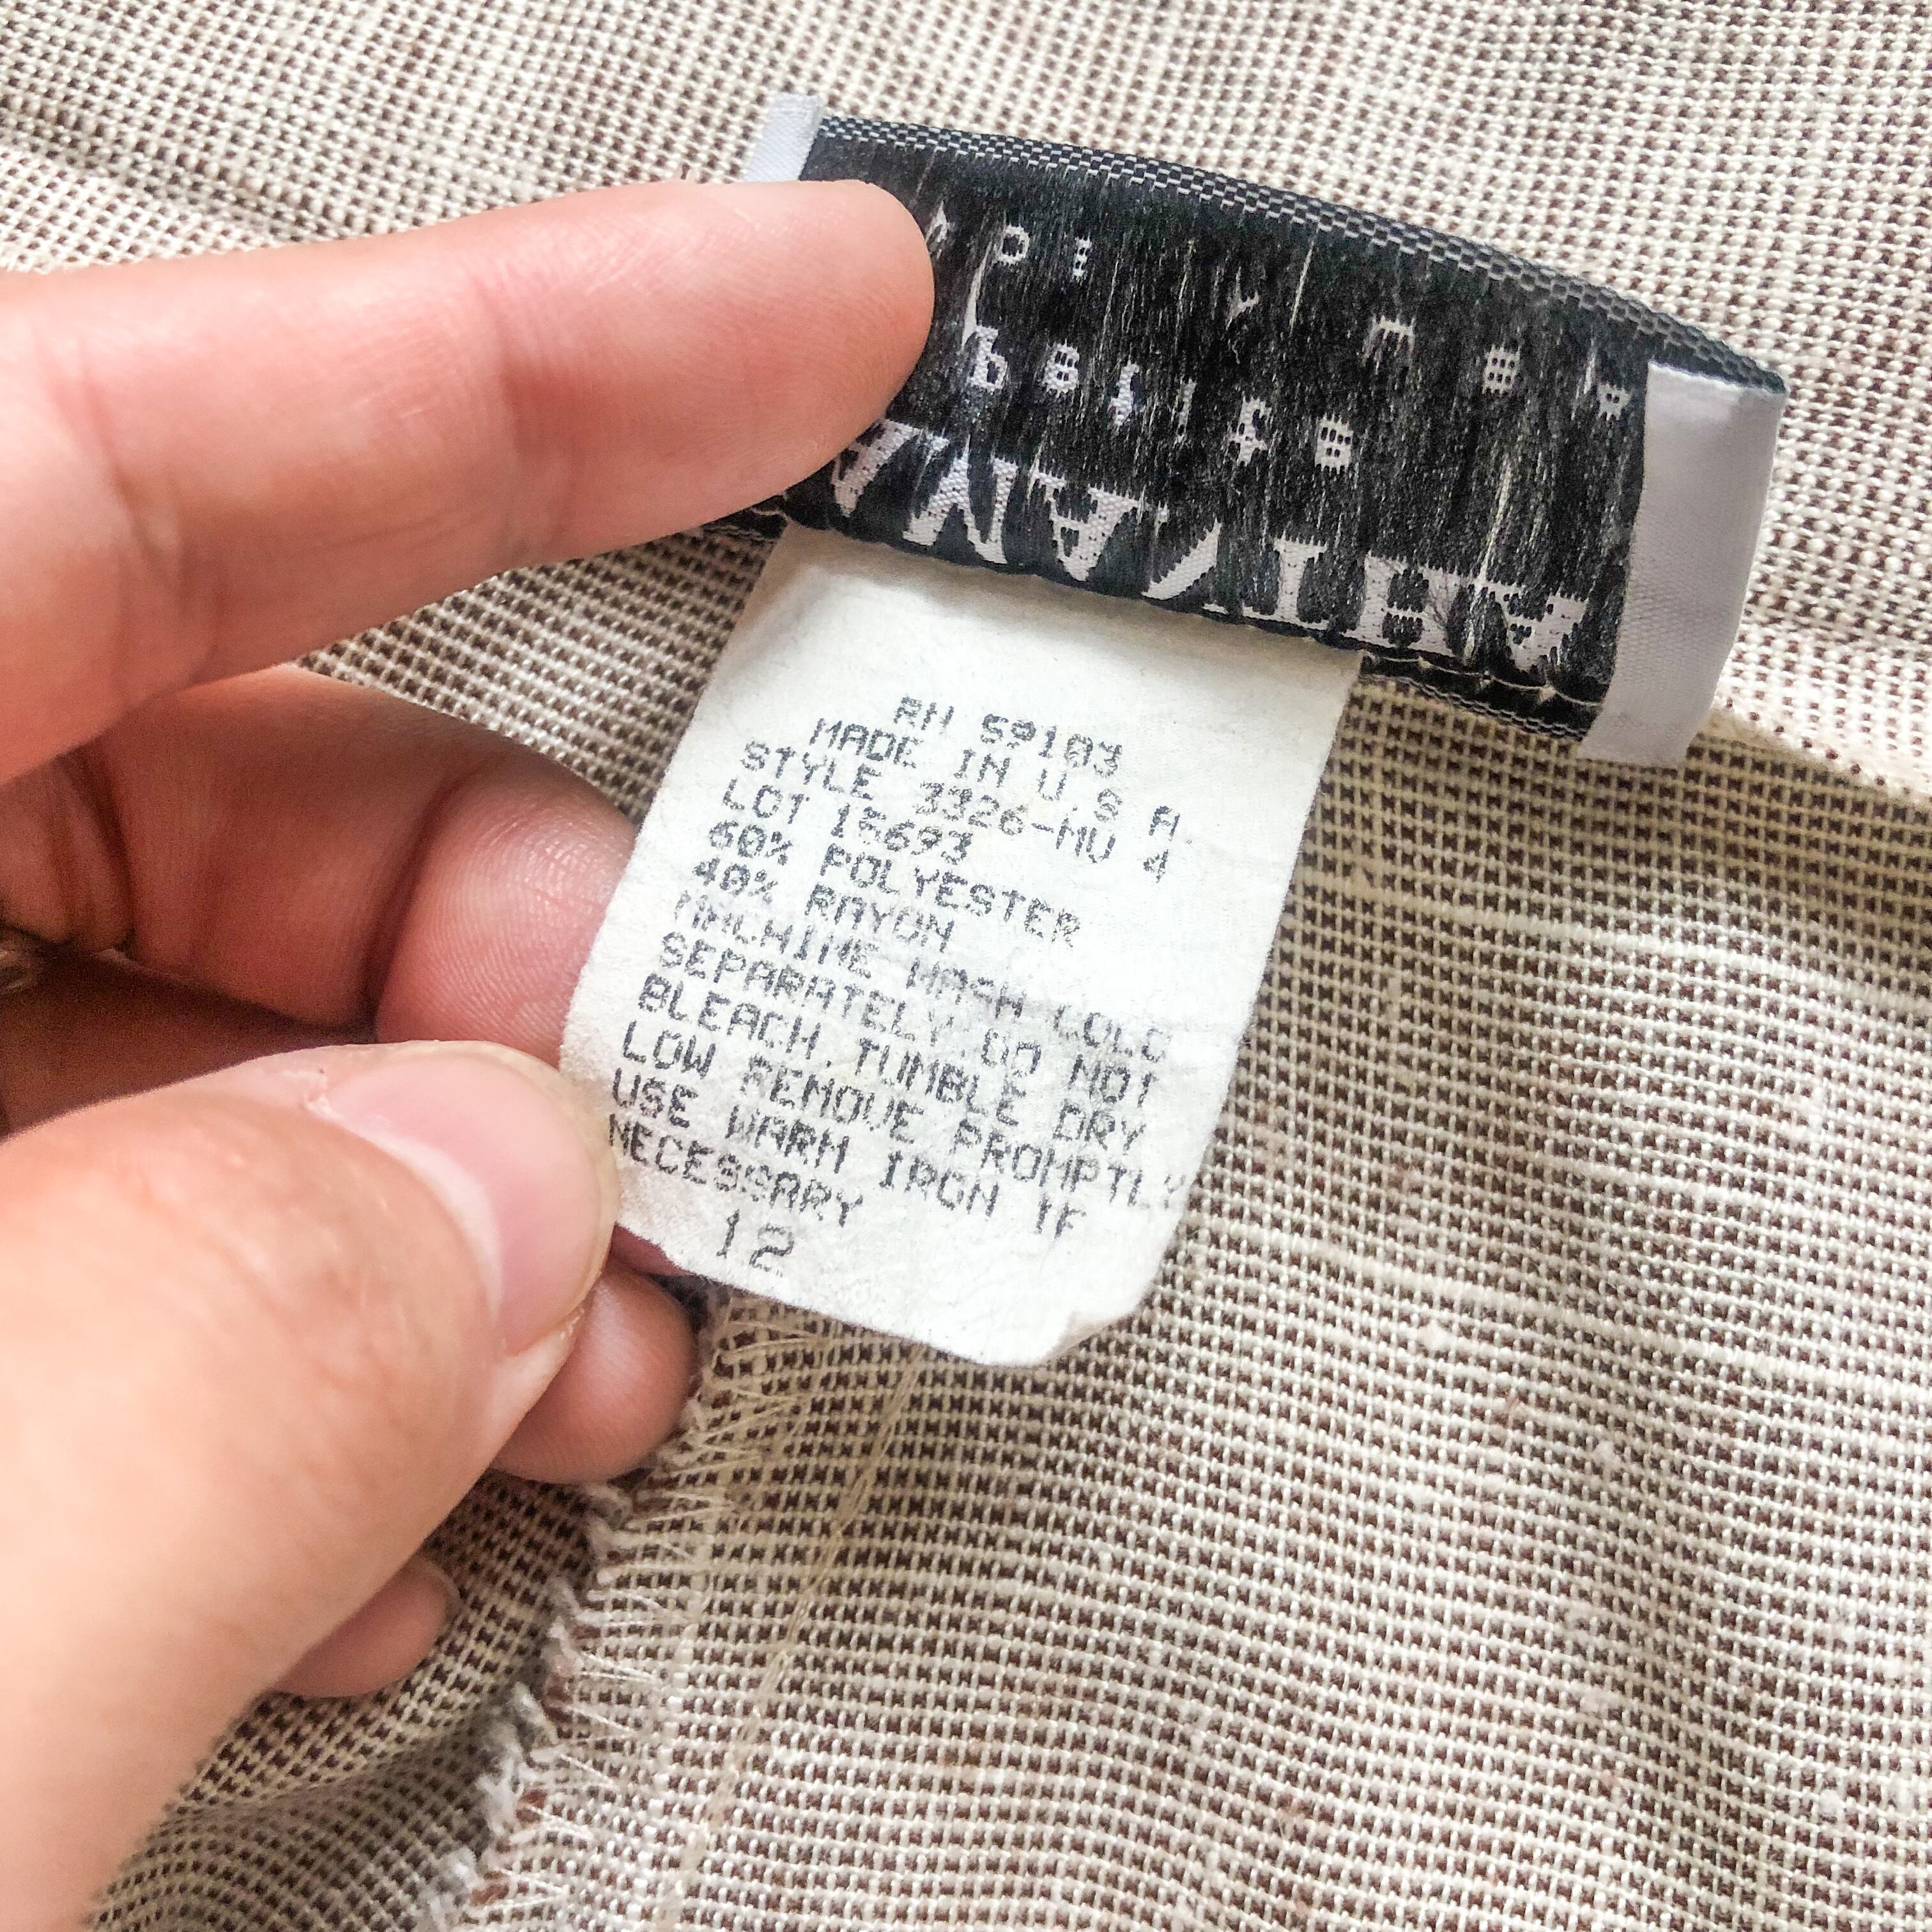 RN 59103
MADE IN U.S.A.
STYLE 3326-MU 4
LOT 15693
60% POLYESTER
40% RAYON
MACHINE WASH COLD
SEPARATELY.DO NOT
BLEACH.TUMBLE DRY
LOW REMOVE PROMPTLY
USE WARM IRON IF
NECESSARY
12